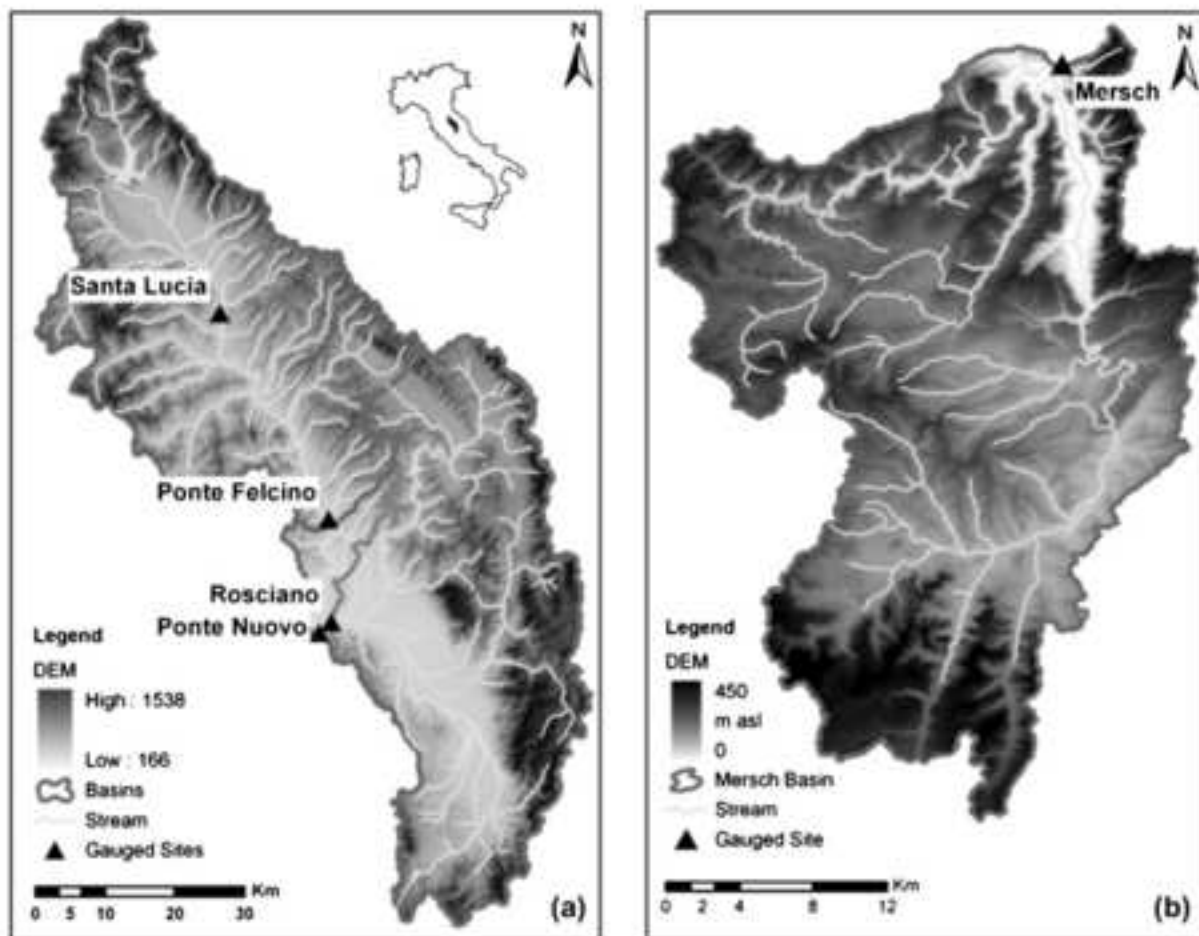 N
Santa Lucia
Ponte Felcino
Rosciano
Ponte Nuovo
Legend
DEM
High : 1538
Low : 166
Basins
Stream
Gauged Sites
Km
0 5 10 20 30
(a)
N
Mersch
Legend
DEM
450
m asl
0
Mersch Basin
Stream
Gauged Site
Km
0 2 4 8 12
(b)